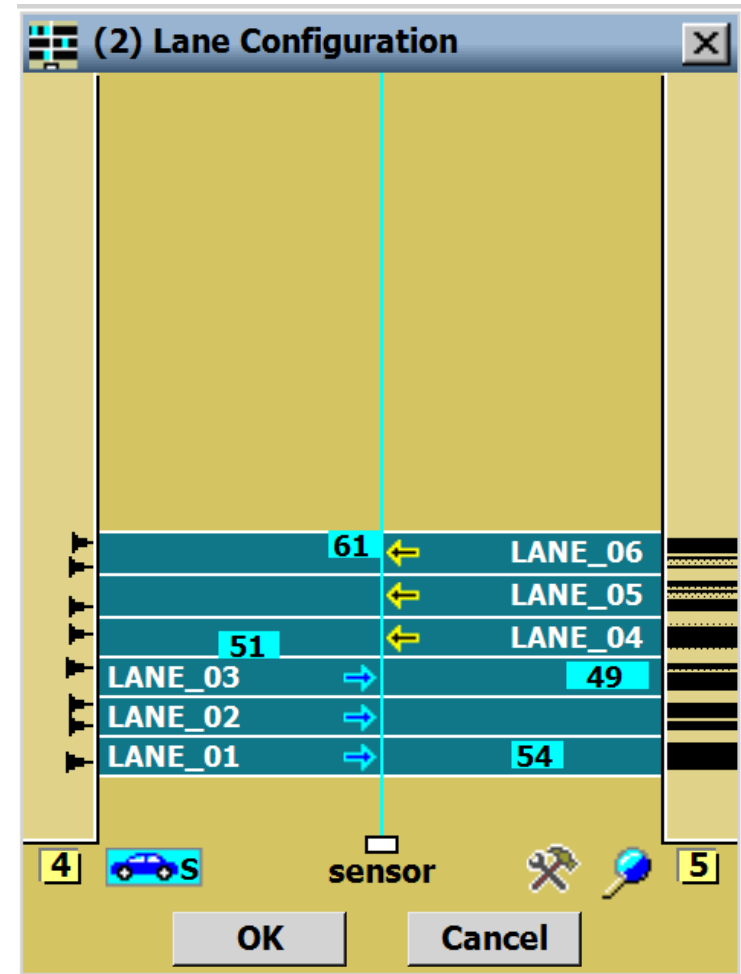 (2) Lane Configuration
61 LANE_06
LANE_05
51 LANE_04
LANE_03 49
LANE_02
LANE_01 54
4 S sensor 5
OK Cancel